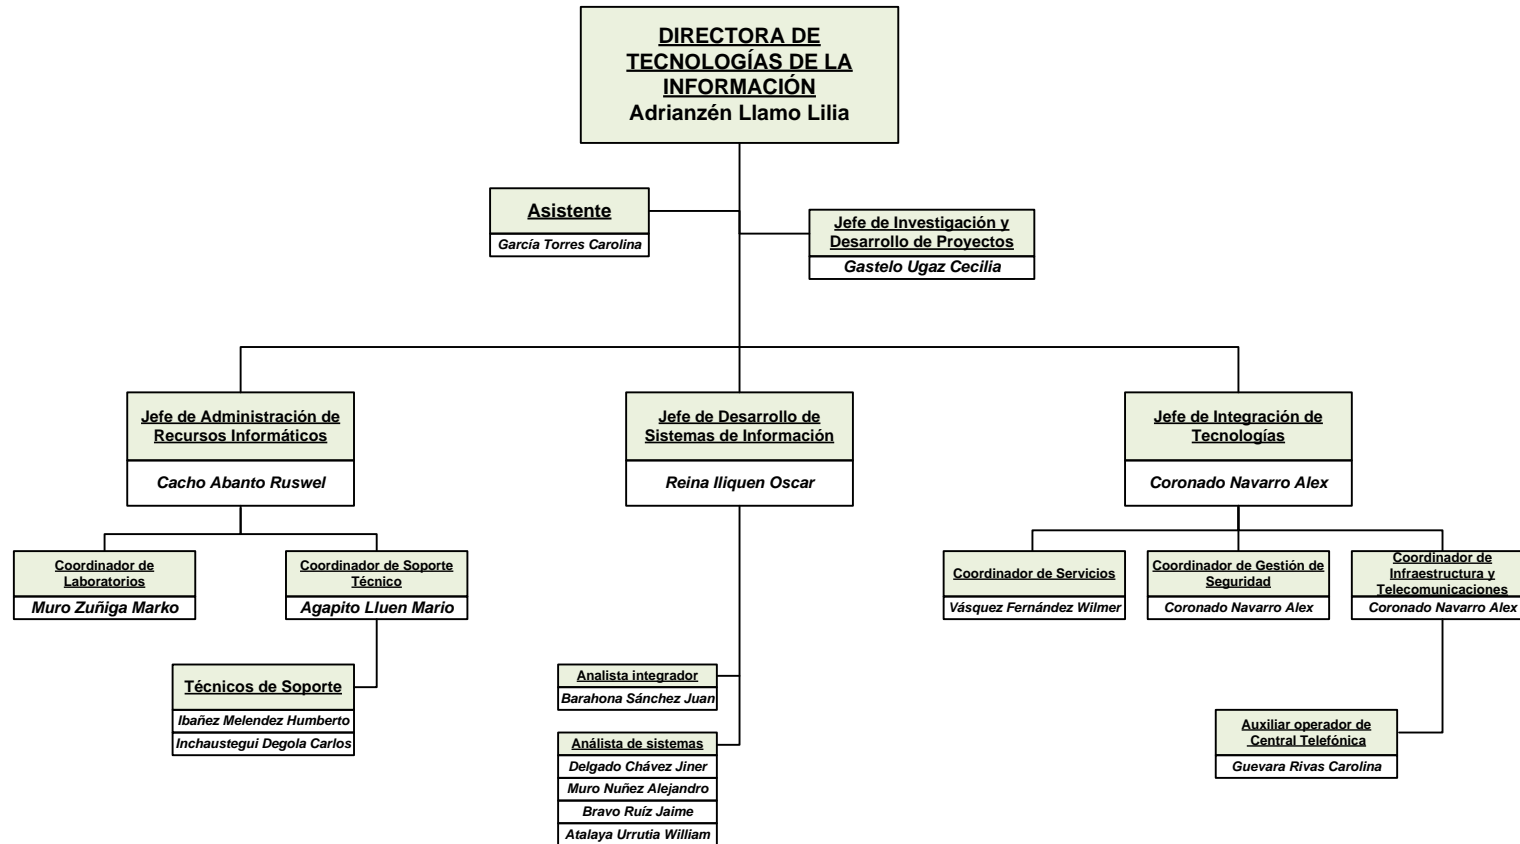 DIRECTORA DE
TECNOLOGÍAS DE LA
INFORMACIÓN
Adrianzén Llamo Lilia
Asistente
García Torres Carolina
Jefe de Investigación y
Desarrollo de Proyectos
Gastelo Ugaz Cecilia
Jefe de Administración de
Recursos Informáticos
Cacho Abanto Ruswel
Jefe de Desarrollo de
Sistemas de Información
Reina Iliquen Oscar
Jefe de Integración de
Tecnologías
Coronado Navarro Alex
Coordinador de
Laboratorios
Muro Zuñiga Marko
Coordinador de Soporte
Técnico
Agapito Lluen Mario
Coordinador de Servicios
Vásquez Fernández Wilmer
Coordinador de Gestión de
Seguridad
Coronado Navarro Alex
Coordinador de
Infraestructura y
Telecomunicaciones
Coronado Navarro Alex
Técnicos de Soporte
Ibañez Melendez Humberto
Inchaustegui Degola Carlos
Analista integrador
Barahona Sánchez Juan
Análista de sistemas
Delgado Chávez Jiner
Muro Nuñez Alejandro
Bravo Ruíz Jaime
Atalaya Urrutia William
Auxiliar operador de
Central Telefónica
Guevara Rivas Carolina